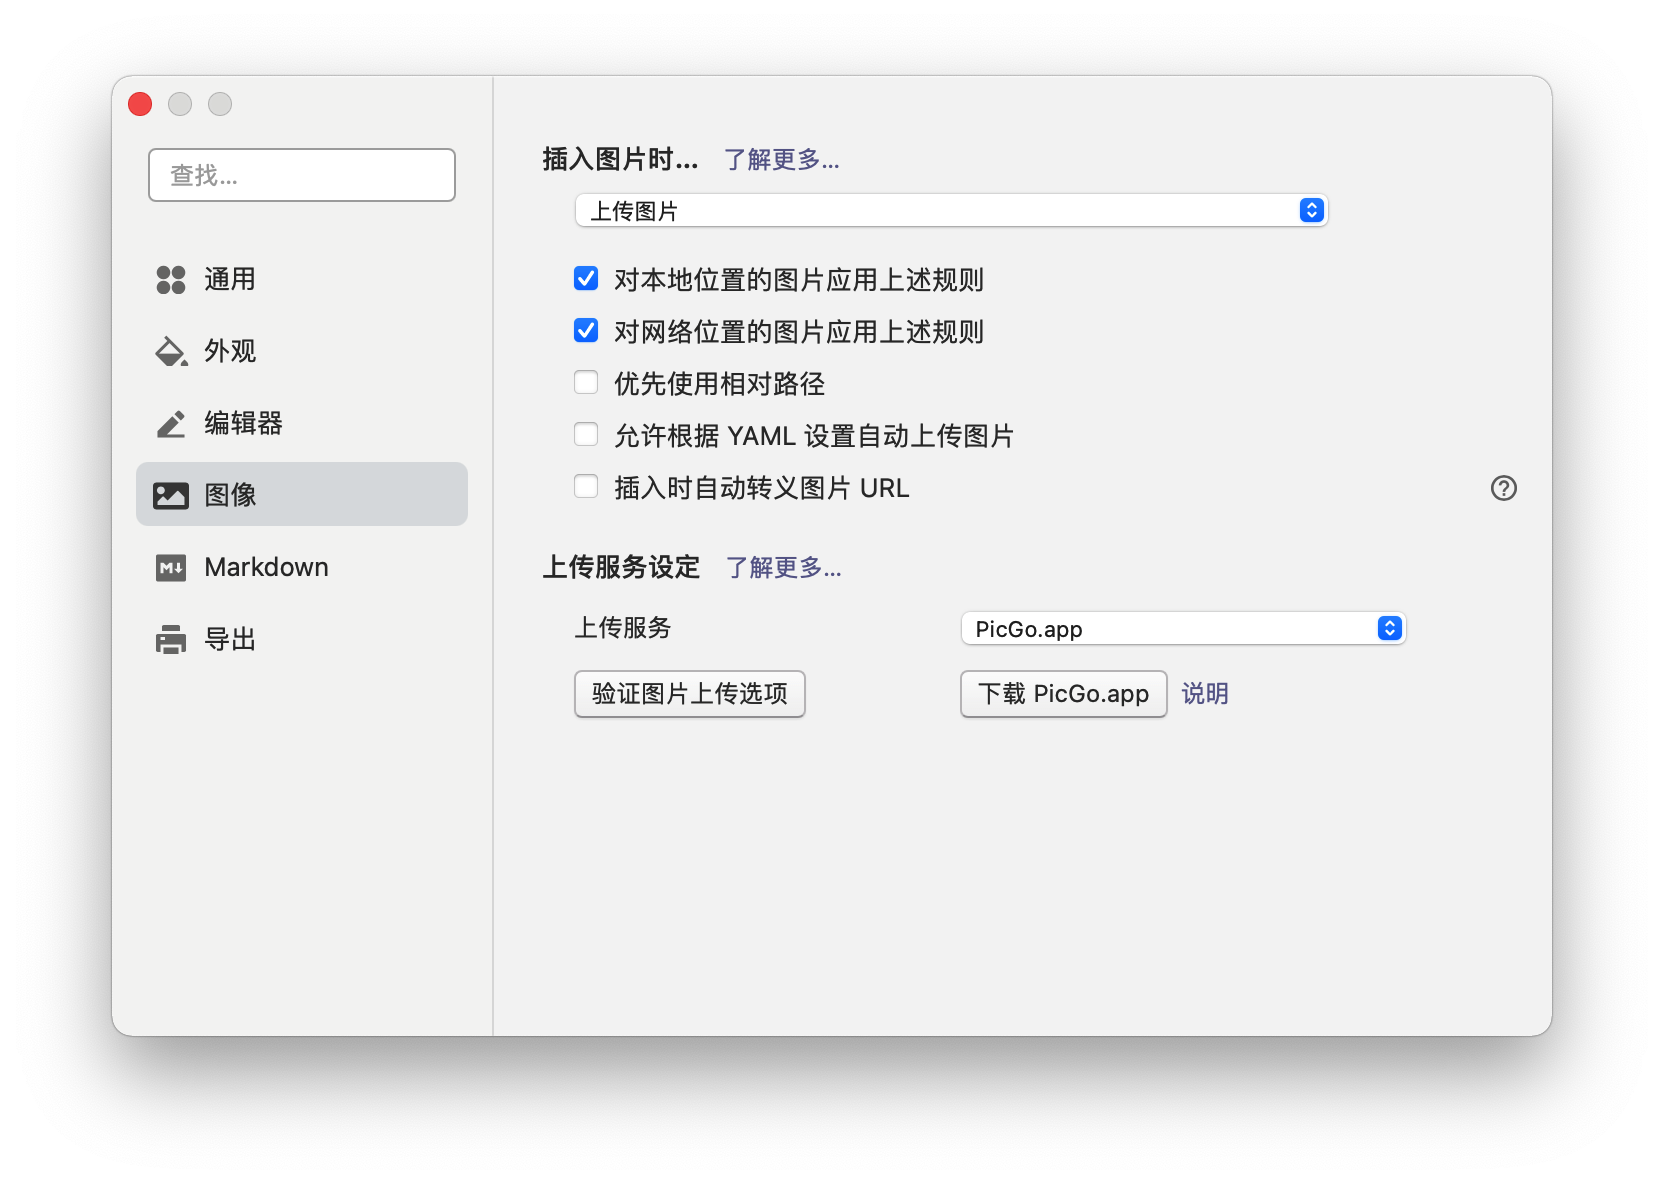 查找...
通用
外观
编辑器
图像
Markdown
导出
插入图片时... 了解更多...
上传图片
对本地位置的图片应用上述规则
对网络位置的图片应用上述规则
优先使用相对路径
允许根据 YAML 设置自动上传图片
插入时自动转义图片 URL
上传服务设定 了解更多...
上传服务 PicGo.app
验证图片上传选项 下载 PicGo.app 说明